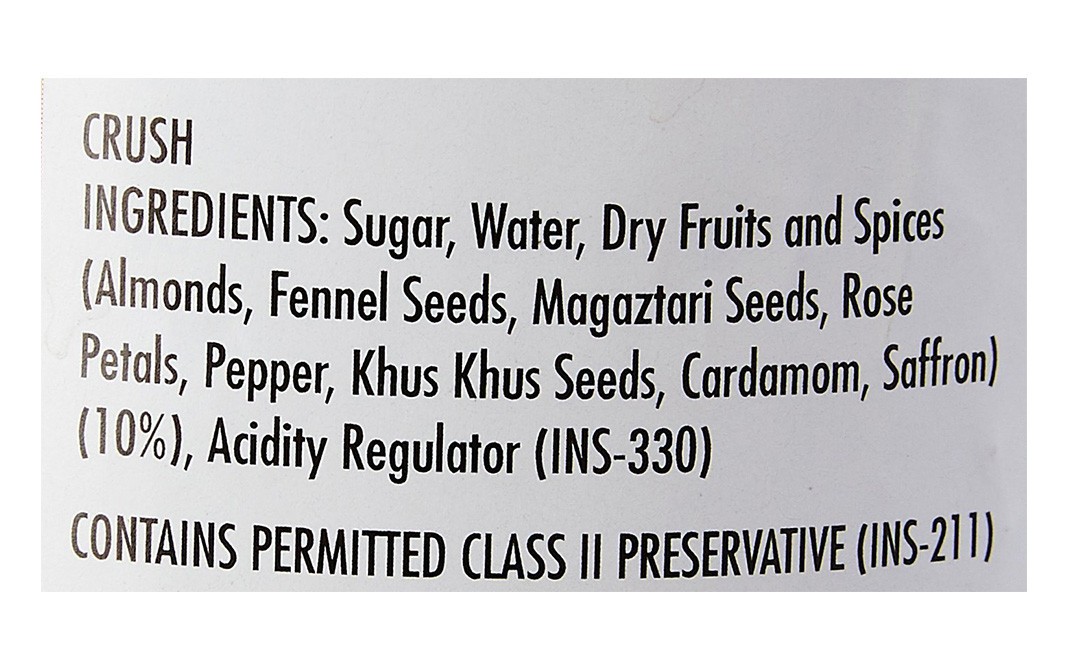 CRUSH
INGREDIENTS: Sugar, Water, Dry Fruits and Spices
(Almonds, Fennel Seeds, Magaztari Seeds, Rose
Petals, Pepper, Khus Khus Seeds, Cardamom, Saffron)
(10%), Acidity Regulator (INS-330)
CONTAINS PERMITTED CLASS II PRESERVATIVE (INS-211)